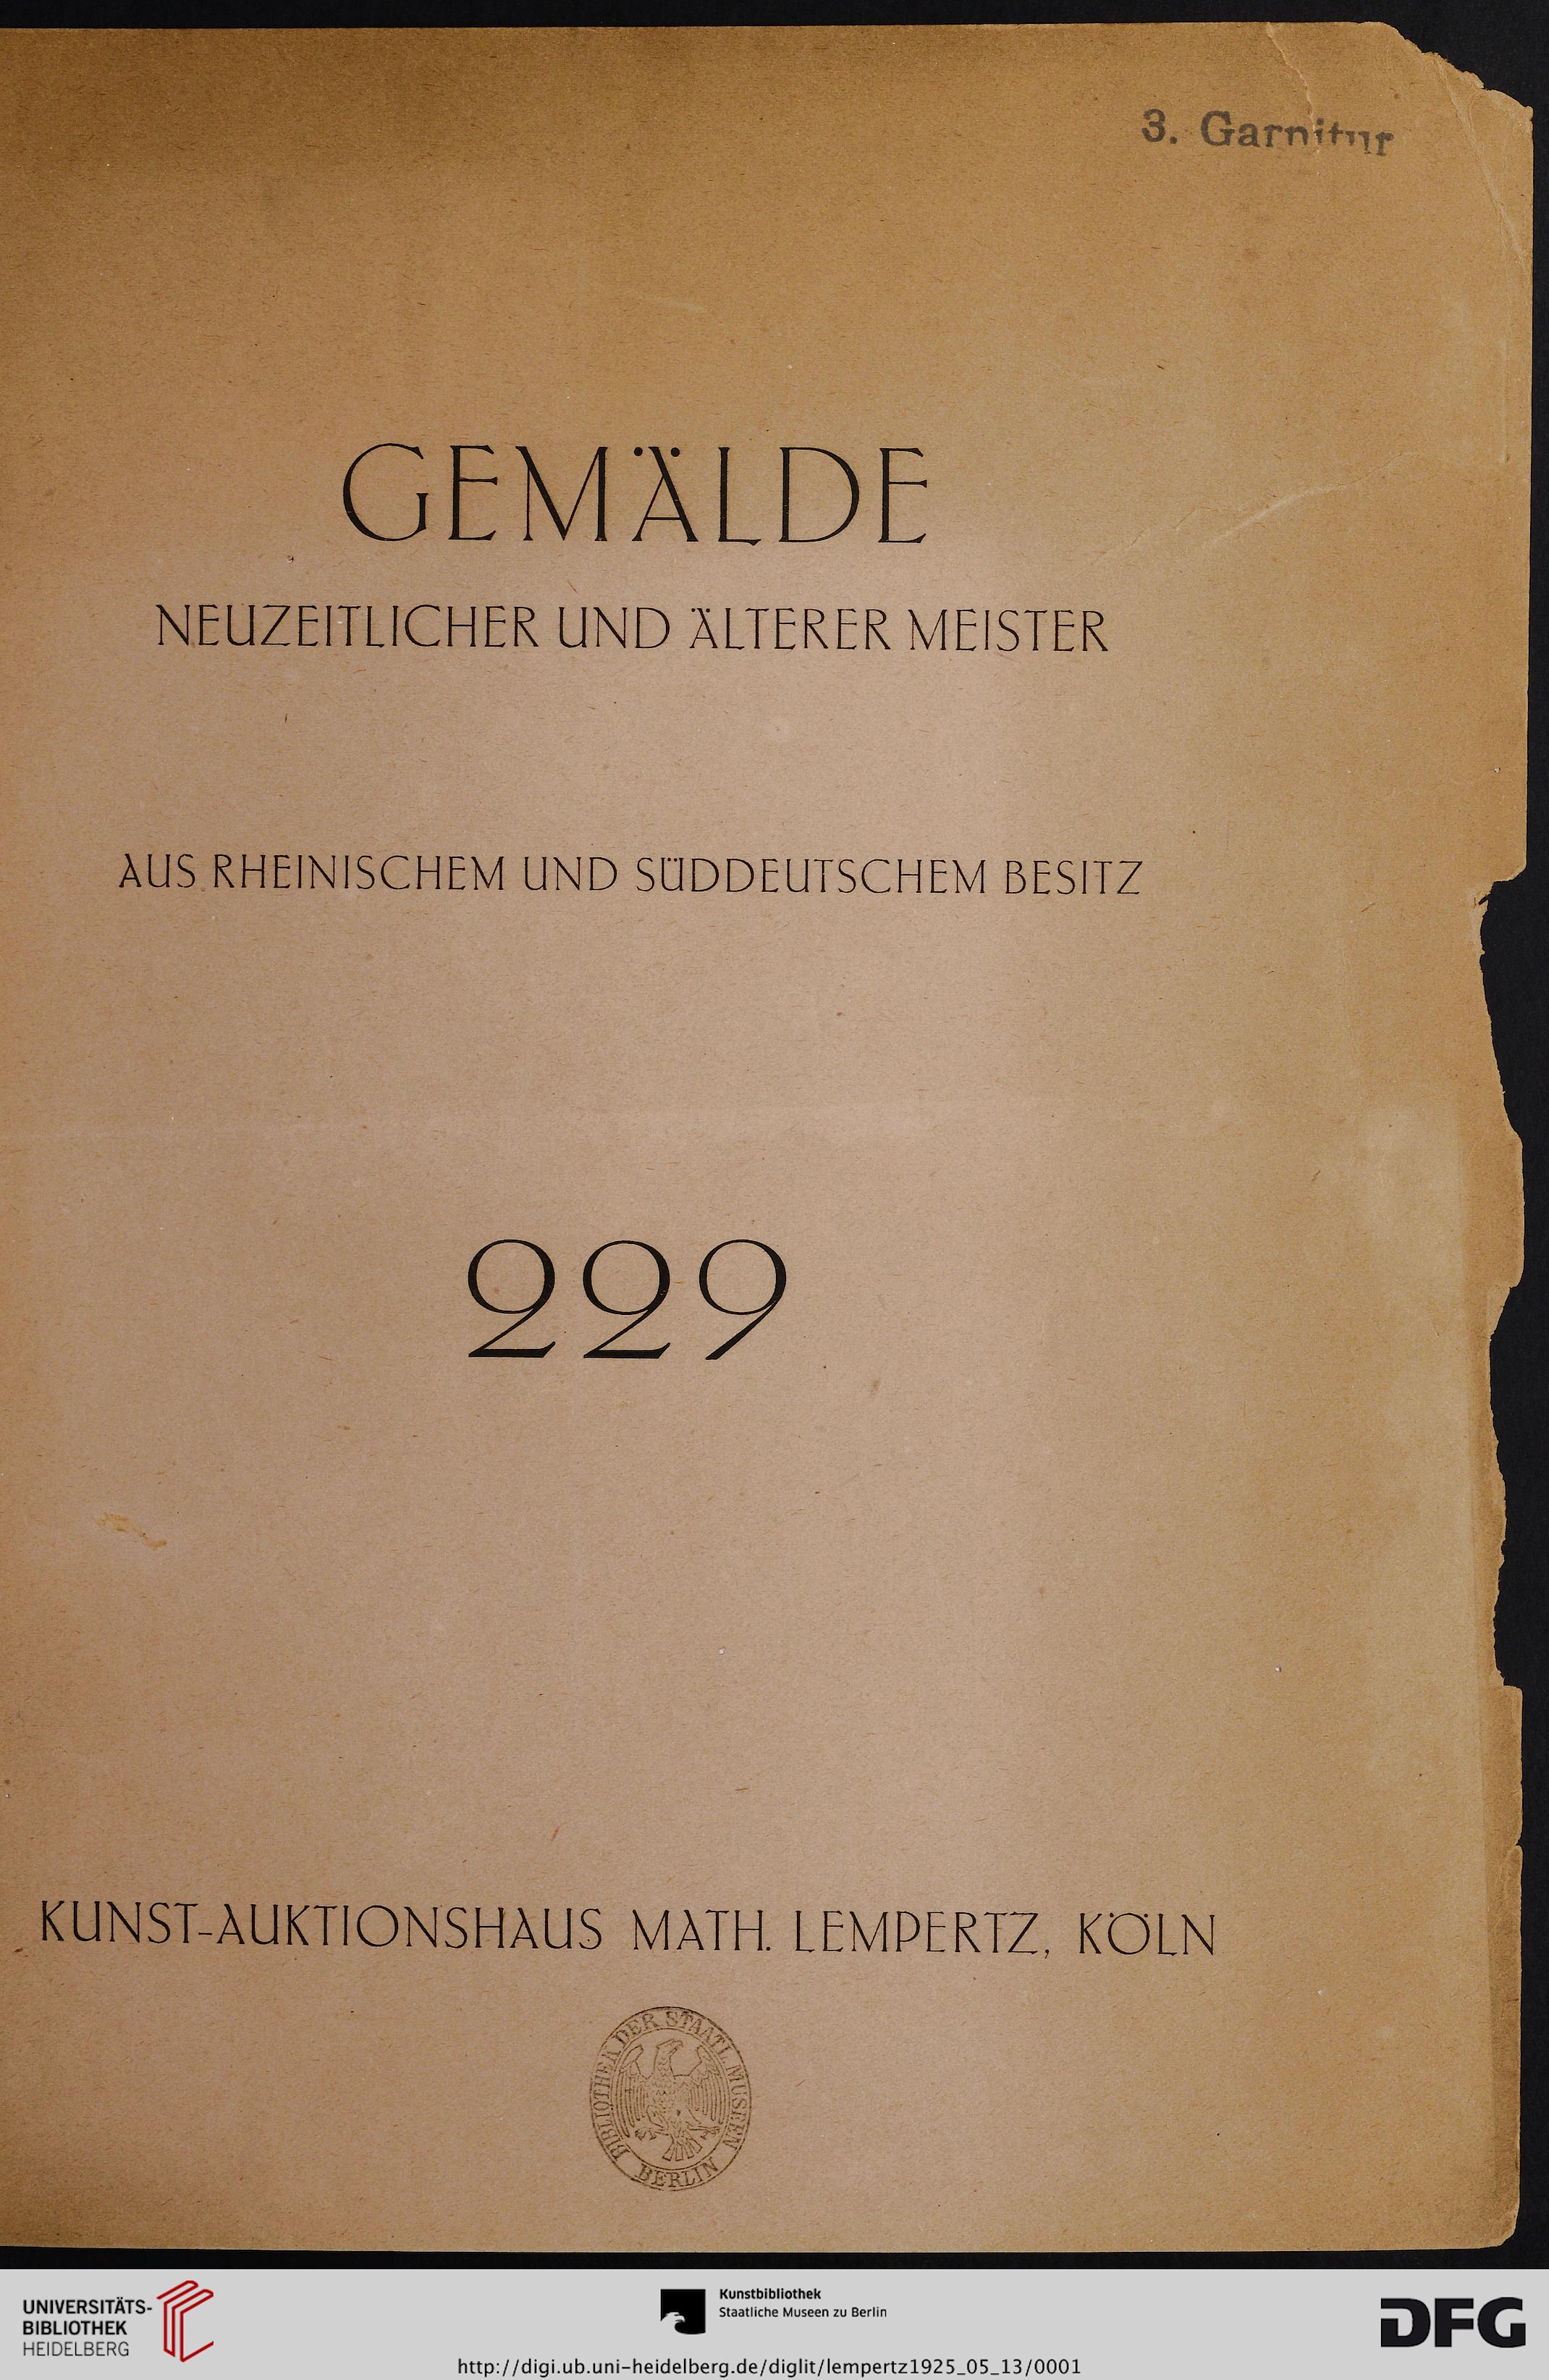 3. Garnitur
GEMÄLDE
NEUZEITLICHER UND ÄLTERER MEISTER
AUS RHEINISCHEM UND SÜDDEUTSCHEM BESITZ
229
KUNST-AUKTIONSHAUS MATH. LEMPERTZ, KÖLN
BIBLIOTHEK DER STAATL. MUSEEN
BERLIN
UNIVERSITÄTS-
BIBLIOTHEK
HEIDELBERG
Kunstbibliothek
Staatliche Museen zu Berlin
DFG
http://digi.ub.uni-heidelberg.de/diglit/lempertz1925_05_13/0001